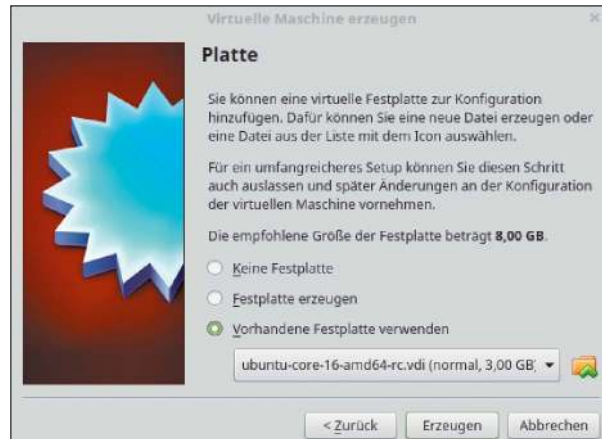 Virtuelle Maschine erzeugen
Platte
Sie können eine virtuelle Festplatte zur Konfiguration
hinzufügen. Dafür können Sie eine neue Datei erzeugen oder
eine Datei aus der Liste mit dem Icon auswählen.
Für ein umfangreicheres Setup können Sie diesen Schritt
auch auslassen und später Änderungen an der Konfiguration
der virtuellen Maschine vornehmen.
Die empfohlene Größe der Festplatte beträgt 8,00 GB.
Keine Festplatte
Festplatte erzeugen
Vorhandene Festplatte verwenden
ubuntu-core-16-amd64-rc.vdi (normal, 3,00 GB)
< Zurück
Erzeugen
Abbrechen